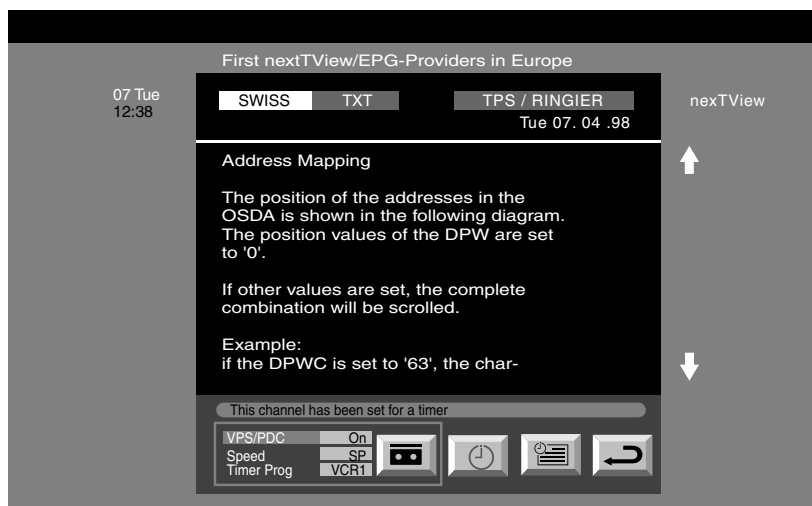 First nextTView/EPG-Providers in Europe
07 Tue
12:38
SWISS TXT TPS / RINGIER
nexTView
Tue 07. 04 .98
Address Mapping
The position of the addresses in the
OSDA is shown in the following diagram.
The position values of the DPW are set
to '0'.
If other values are set, the complete
combination will be scrolled.
Example:
if the DPWC is set to '63', the char-
This channel has been set for a timer
VPS/PDC On
Speed SP
Timer Prog VCR1